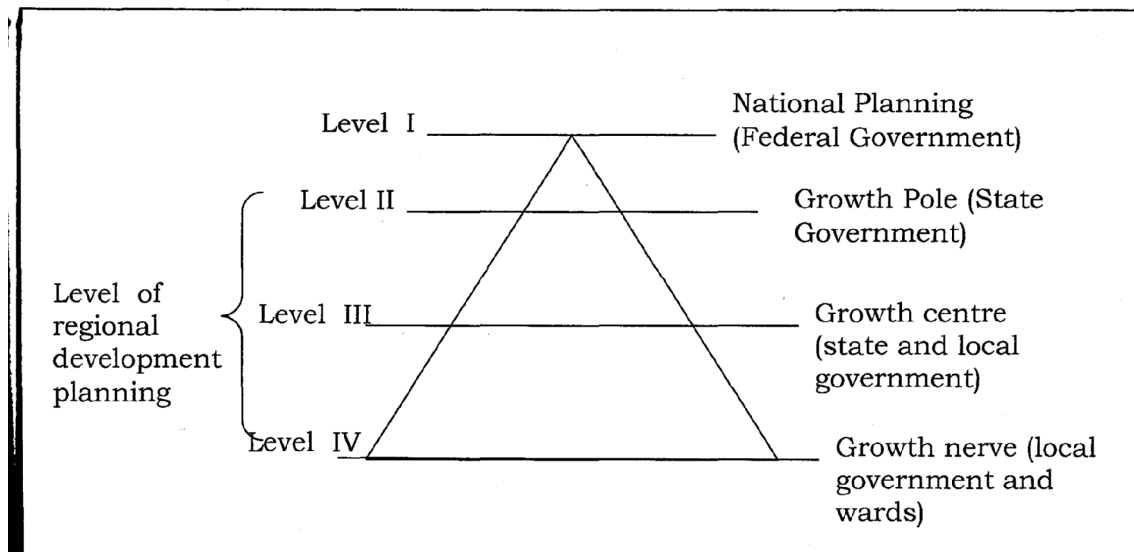 Level I
National Planning
(Federal Government)
Level II
Growth Pole (State
Government)
Level of
regional
development
planning
Level III
Growth centre
(state and local
government)
Level IV
Growth nerve (local
government and
wards)